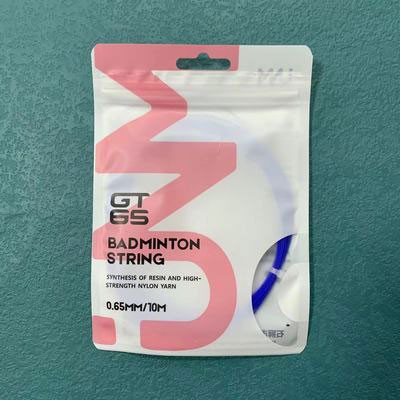 GT
65
BADMINTON
STRING
SYNTHESIS OF RESIN AND HIGH-
STRENGTH NYLON YARN
0.65MM/10M